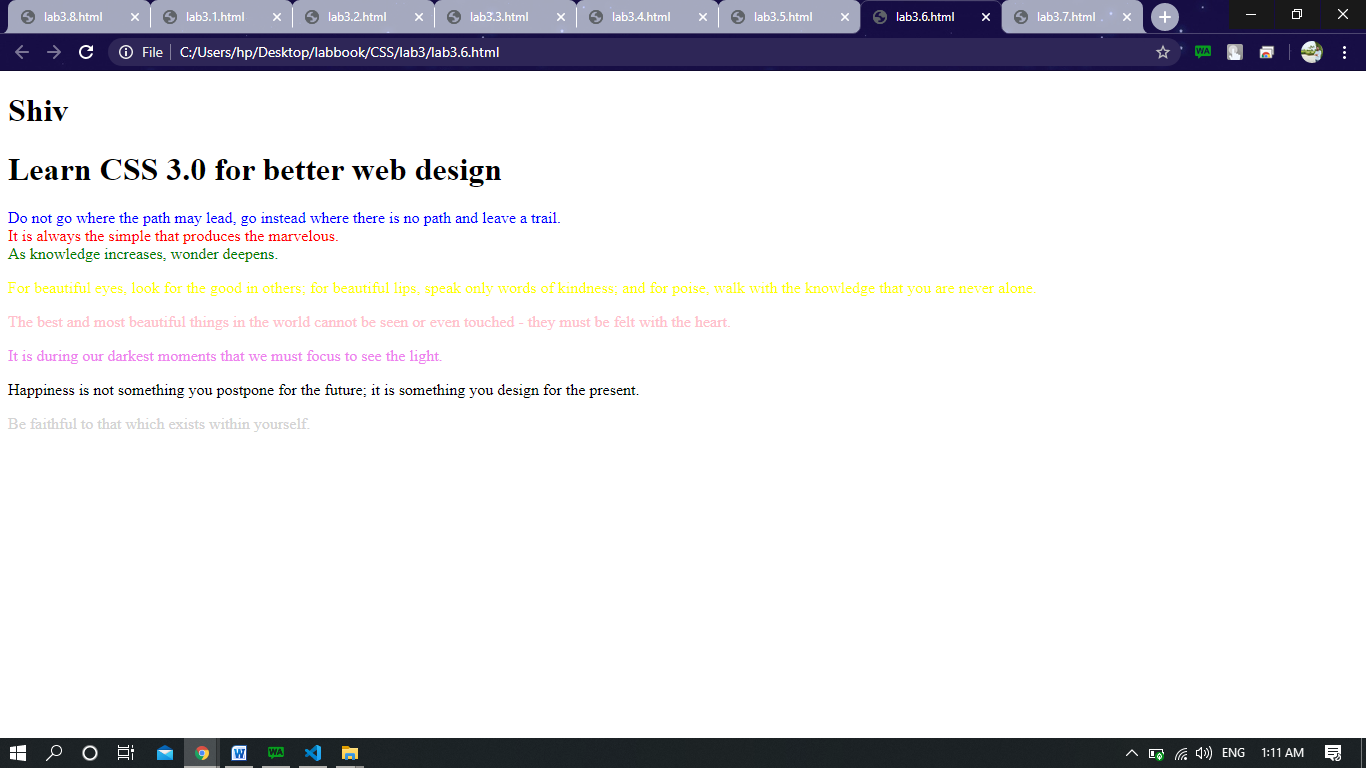 lab3.8.html
lab3.1.html
lab3.2.html
lab3.3.html
lab3.4.html
lab3.5.html
lab3.6.html
lab3.7.html
File
C:/Users/hp/Desktop/labbook/CSS/lab3/lab3.6.html
WA
Shiv
Learn CSS 3.0 for better web design
Do not go where the path may lead, go instead where there is no path and leave a trail.
It is always the simple that produces the marvelous.
As knowledge increases, wonder deepens.
For beautiful eyes, look for the good in others; for beautiful lips, speak only words of kindness; and for poise, walk with the knowledge that you are never alone.
The best and most beautiful things in the world cannot be seen or even touched - they must be felt with the heart.
It is during our darkest moments that we must focus to see the light.
Happiness is not something you postpone for the future; it is something you design for the present.
Be faithful to that which exists within yourself.
W
WA
ENG
1:11 AM